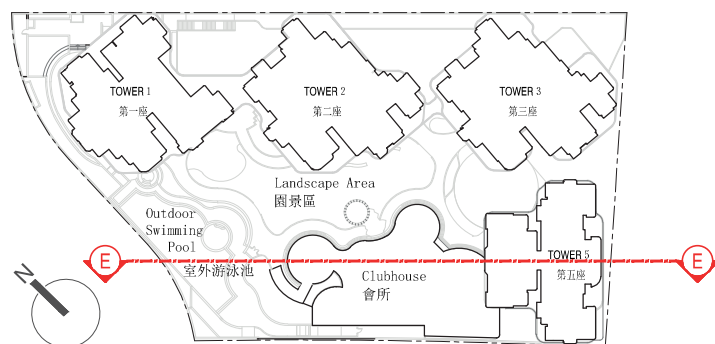 TOWER 1
第一座
TOWER 2
第二座
TOWER 3
第三座
Landscape Area
園景區
Outdoor
Swimming
Pool
室外游泳池
E
E
TOWER 5
第五座
Clubhouse
會所
N